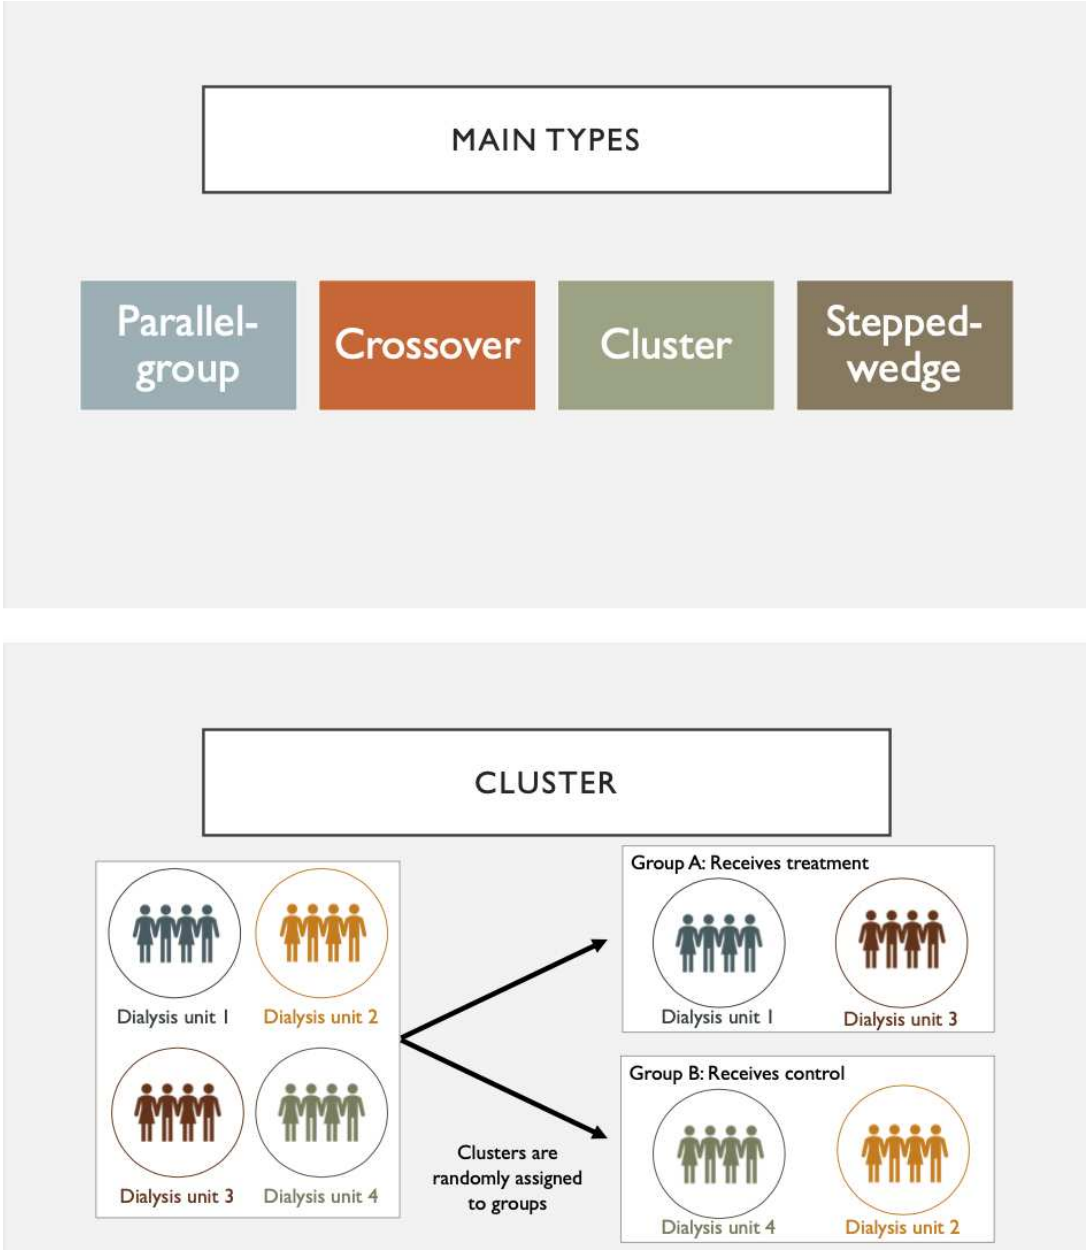 MAIN TYPES
Parallel-
group
Crossover
Cluster
Stepped-
wedge
CLUSTER
Dialysis unit 1
Dialysis unit 2
Dialysis unit 3
Dialysis unit 4
Clusters are
randomly assigned
to groups
Group A: Receives treatment
Dialysis unit 1
Dialysis unit 3
Group B: Receives control
Dialysis unit 4
Dialysis unit 2